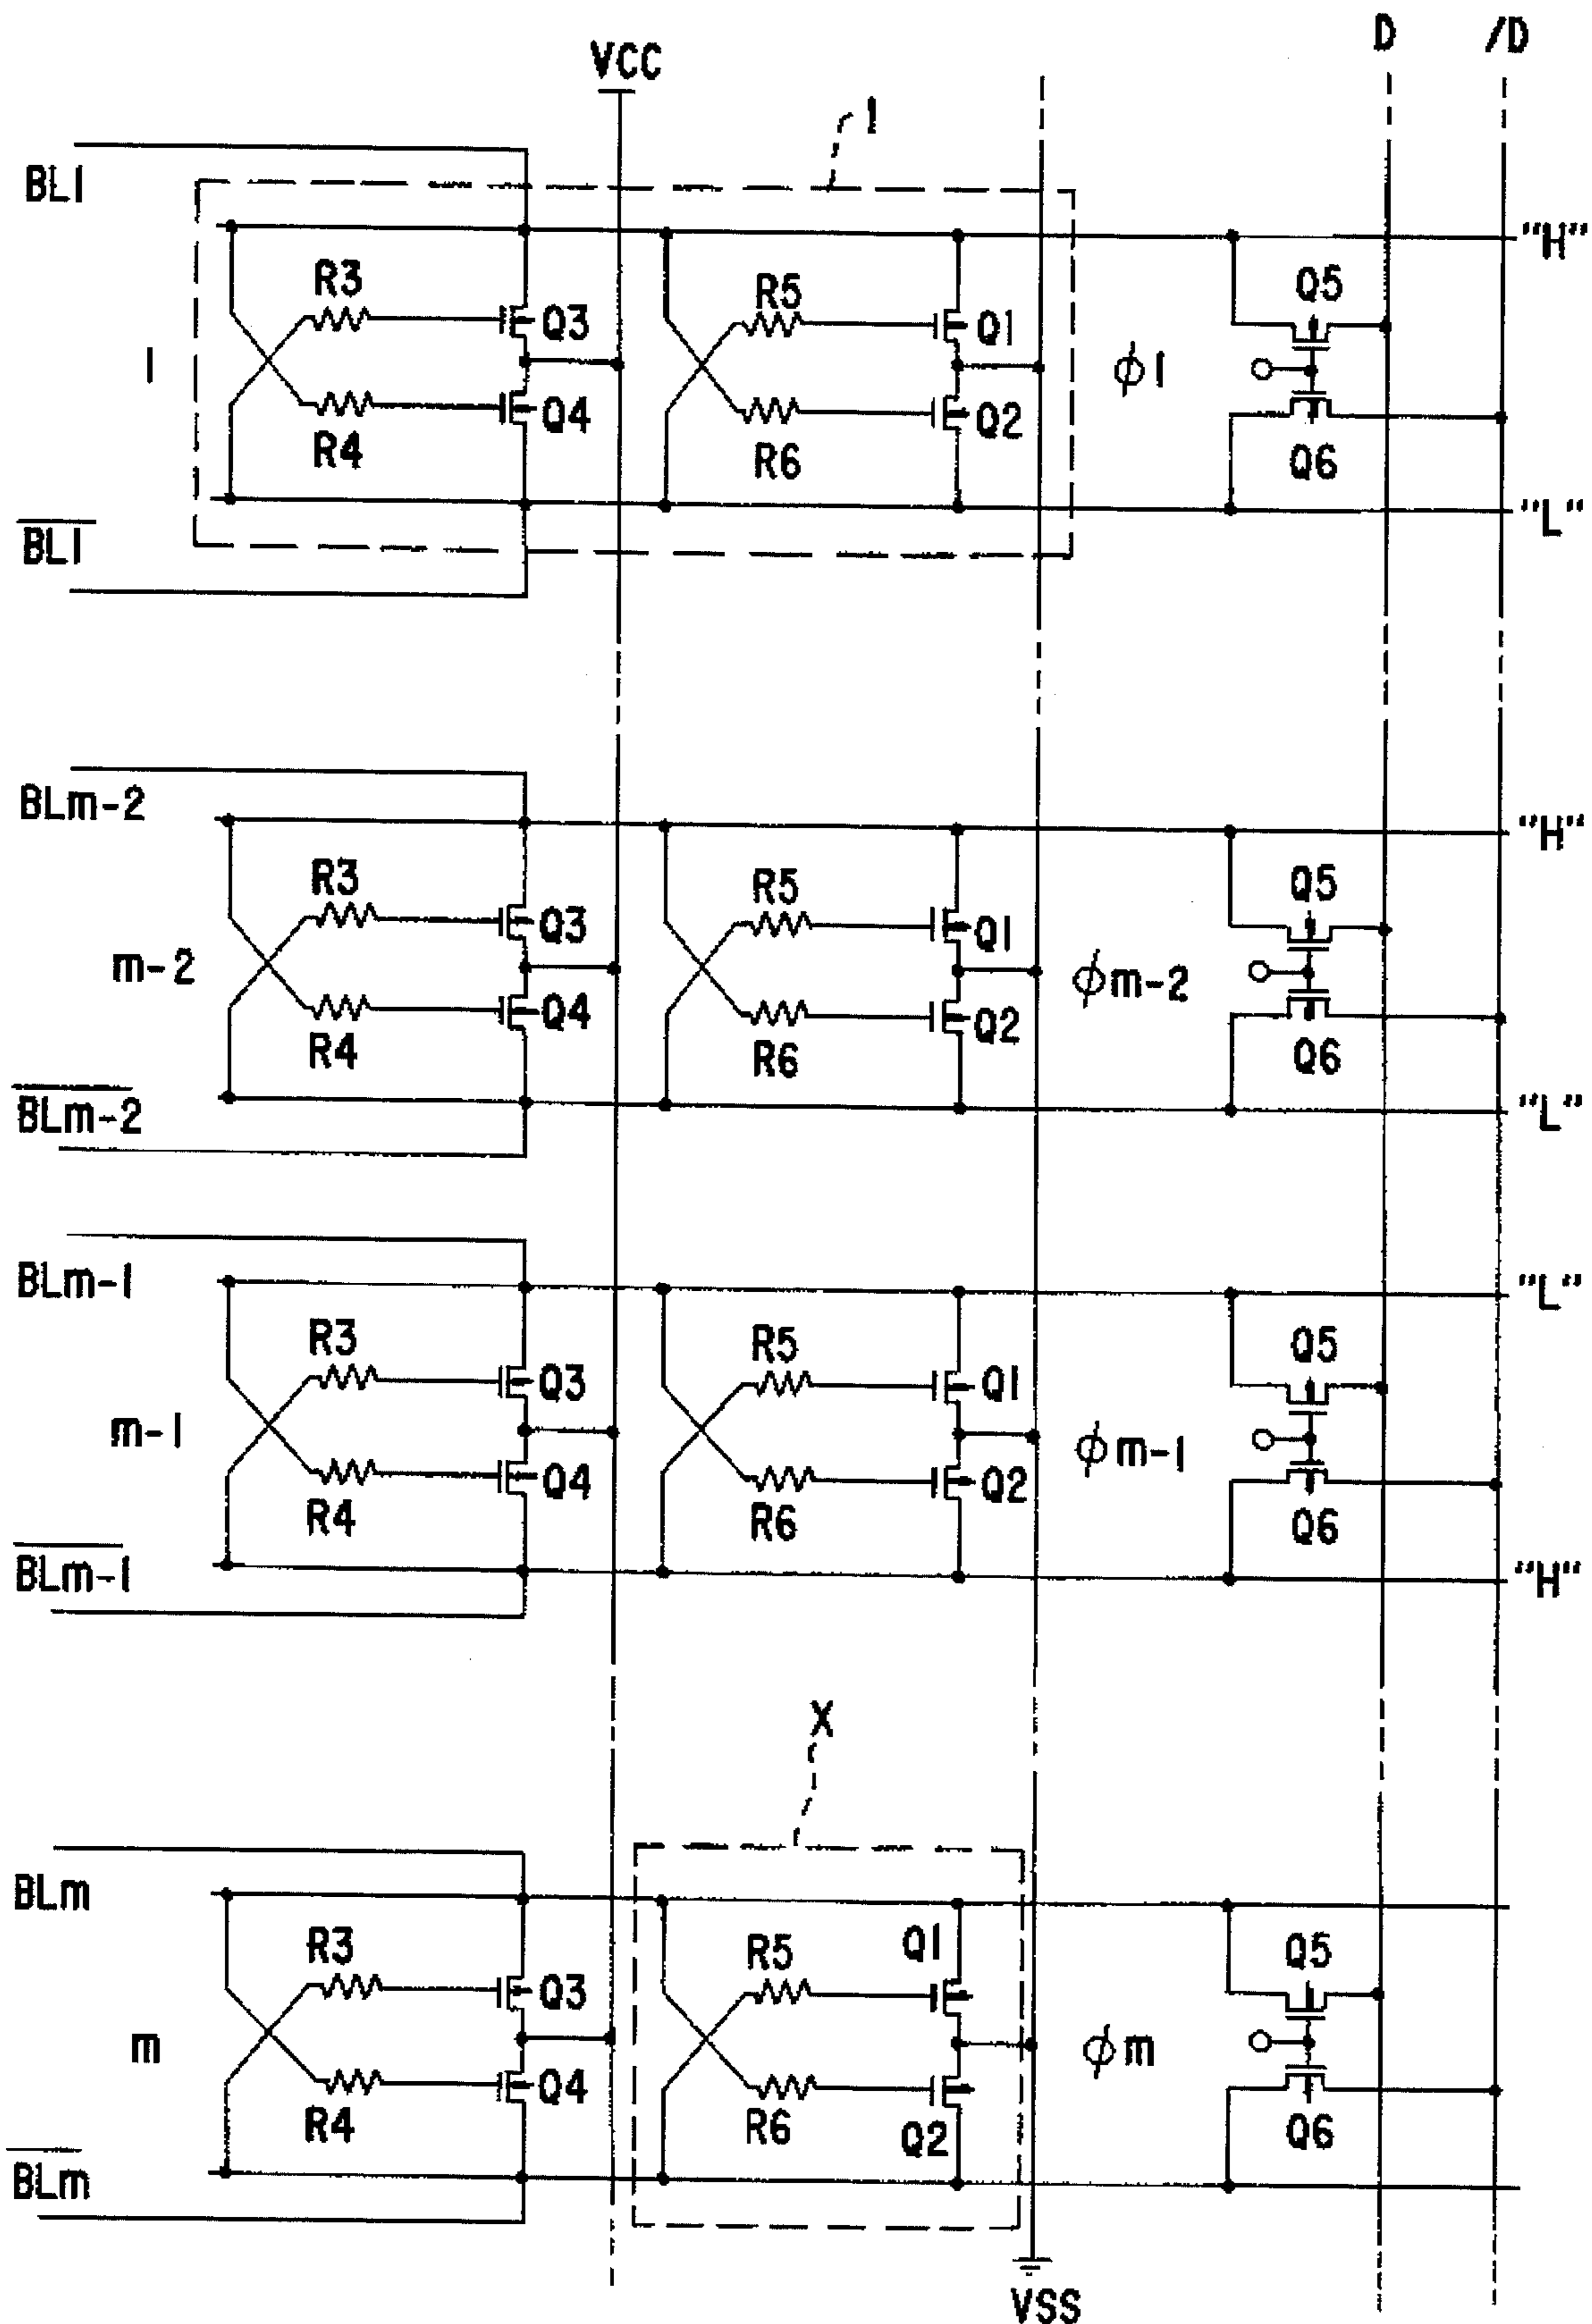 D /D
VCC
1
BL1
"H"
R3 R5 Q5
Q3 Q1
1 φ1
Q4 Q2
R4 R6 Q6
BL1
"L"
BLm-2
"H"
R3 R5 Q5
Q3 Q1
m-2 φm-2
Q4 Q2
R4 R6 Q6
BLm-2
"L"
BLm-1
"L"
R3 R5 Q5
Q3 Q1
m-1 φm-1
Q4 Q2
R4 R6 Q6
BLm-1
"H"
X
BLm
R3 R5 Q1 Q5
Q3
m φm
Q4
R4 R6 Q2 Q6
BLm
VSS